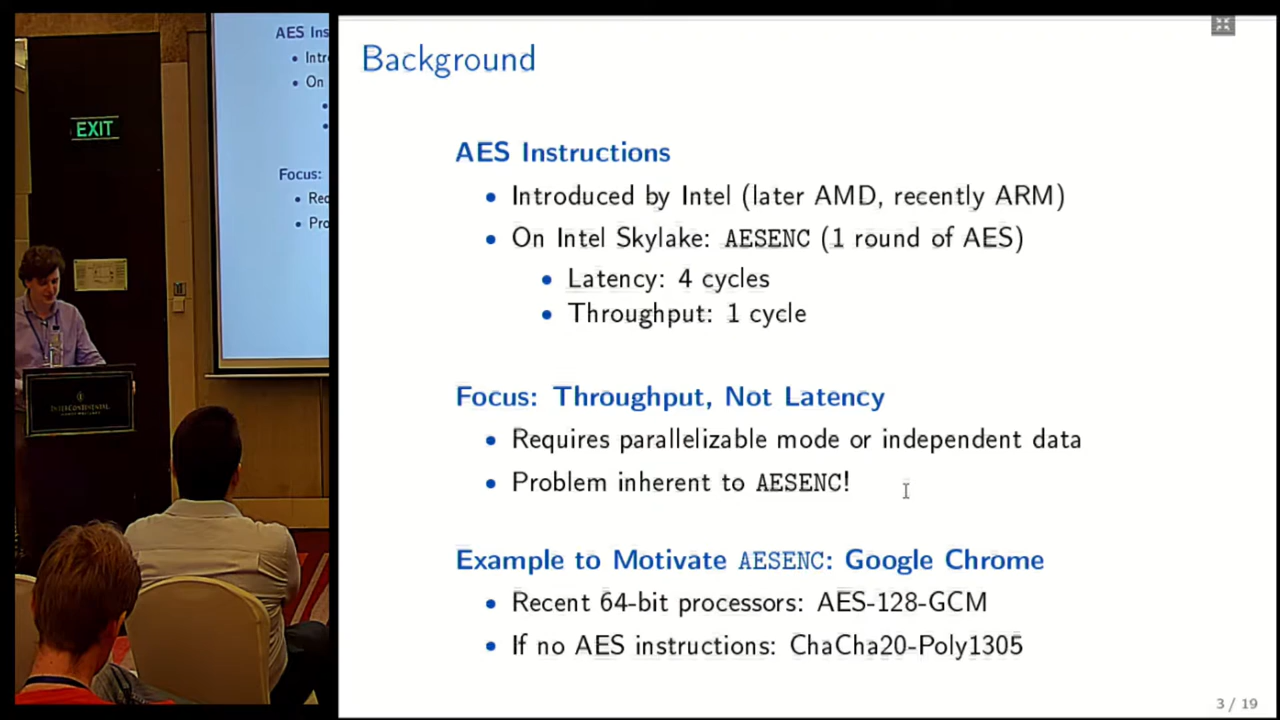 EXIT
AES Ins
Intr
On
Focus:
Rec
Pro
INTERCONTINENTAL
Background
AES Instructions
• Introduced by Intel (later AMD, recently ARM)
• On Intel Skylake: AESENC (1 round of AES)
• Latency: 4 cycles
• Throughput: 1 cycle
Focus: Throughput, Not Latency
• Requires parallelizable mode or independent data
• Problem inherent to AESENC!
Example to Motivate AESENC: Google Chrome
• Recent 64-bit processors: AES-128-GCM
• If no AES instructions: ChaCha20-Poly1305
3 / 19